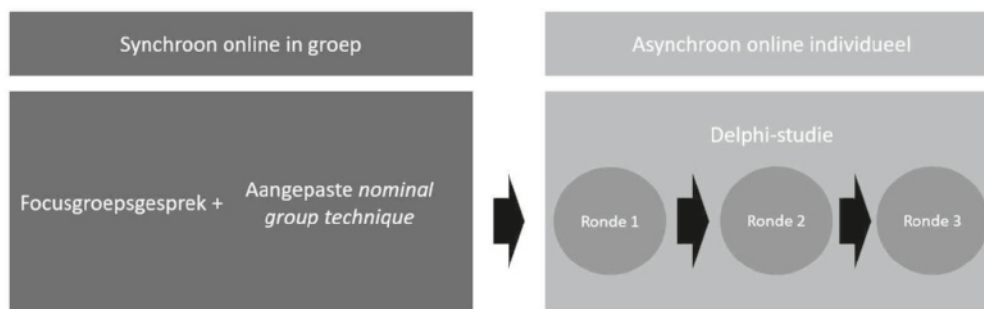 Synchroon online in groep
Asynchroon online individueel
Focusgroepsgesprek +
Aangepaste nominal
group technique
Delphi-studie
Ronde 1
Ronde 2
Ronde 3